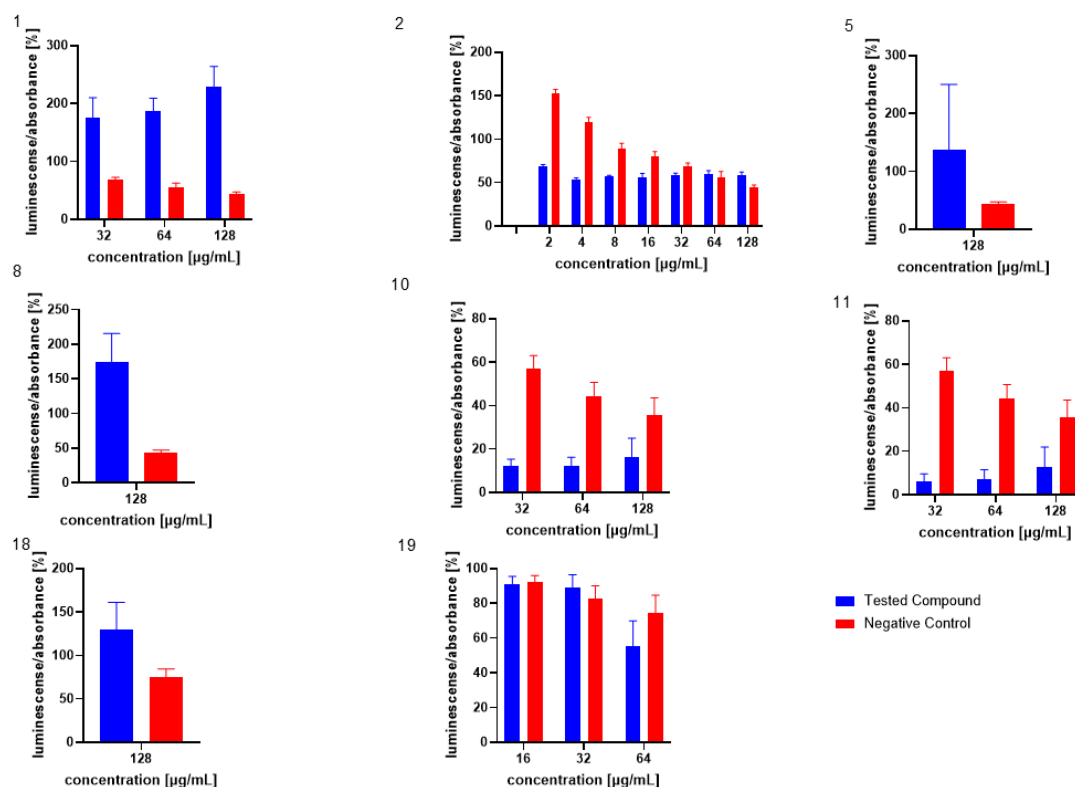 1
luminescense/absorbance [%]
300
200
100
0
32 64 128
concentration [µg/mL]
2
luminescense/absorbance [%]
200
150
100
50
0
2 4 8 16 32 64 128
concentration [µg/mL]
5
luminescense/absorbance [%]
300
200
100
0
128
concentration [µg/mL]
8
luminescense/absorbance [%]
250
200
150
100
50
0
128
concentration [µg/mL]
10
luminescense/absorbance [%]
80
60
40
20
0
32 64 128
concentration [µg/mL]
11
luminescense/absorbance [%]
80
60
40
20
0
32 64 128
concentration [µg/mL]
18
luminescense/absorbance [%]
200
150
100
50
0
128
concentration [µg/mL]
19
luminescense/absorbance [%]
100
80
60
40
20
0
16 32 64
concentration [µg/mL]
Tested Compound
Negative Control